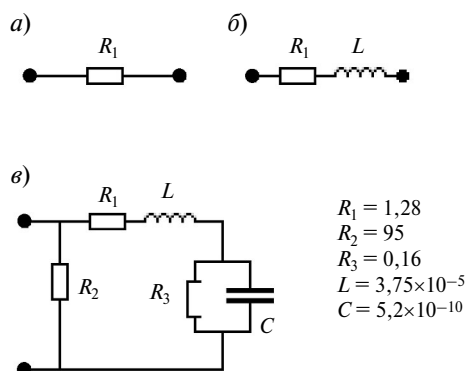 а)
б)
R₁
R₁ L
в)
R₁ L
R₂
R₃
C
R₁ = 1,28
R₂ = 95
R₃ = 0,16
L = 3,75×10⁻⁵
C = 5,2×10⁻¹⁰